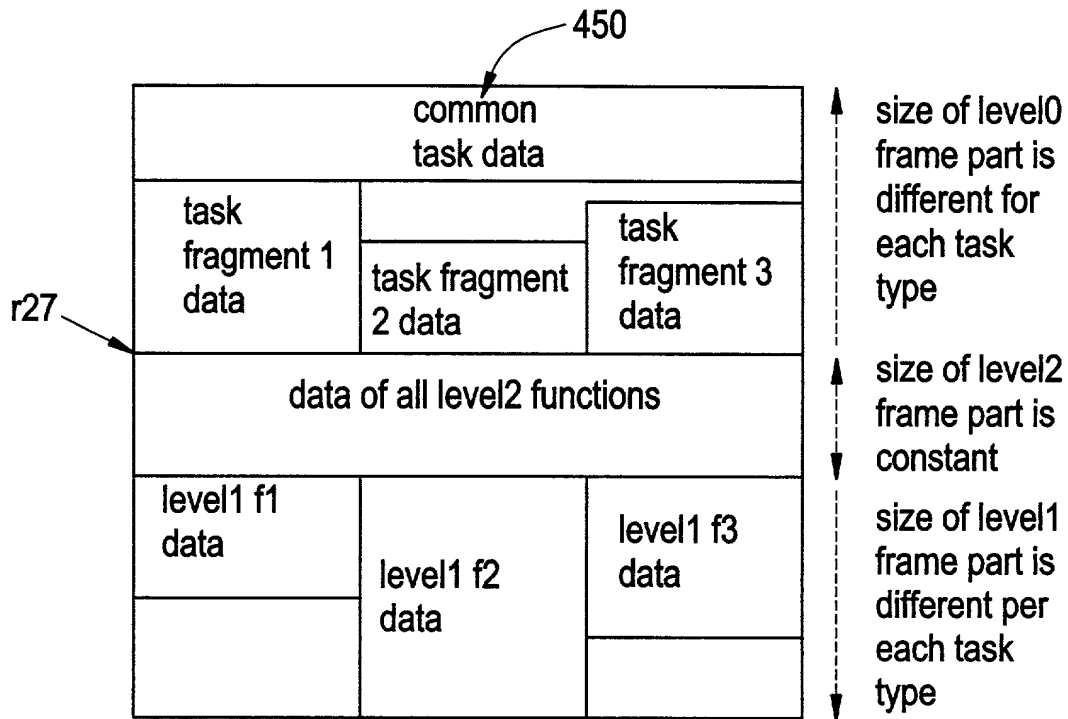 450
common
task data
size of level0
frame part is
different for
each task
type
task
fragment 1
data
task fragment
2 data
task
fragment 3
data
r27
data of all level2 functions
size of level2
frame part is
constant
level1 f1
data
level1 f2
data
level1 f3
data
size of level1
frame part is
different per
each task
type